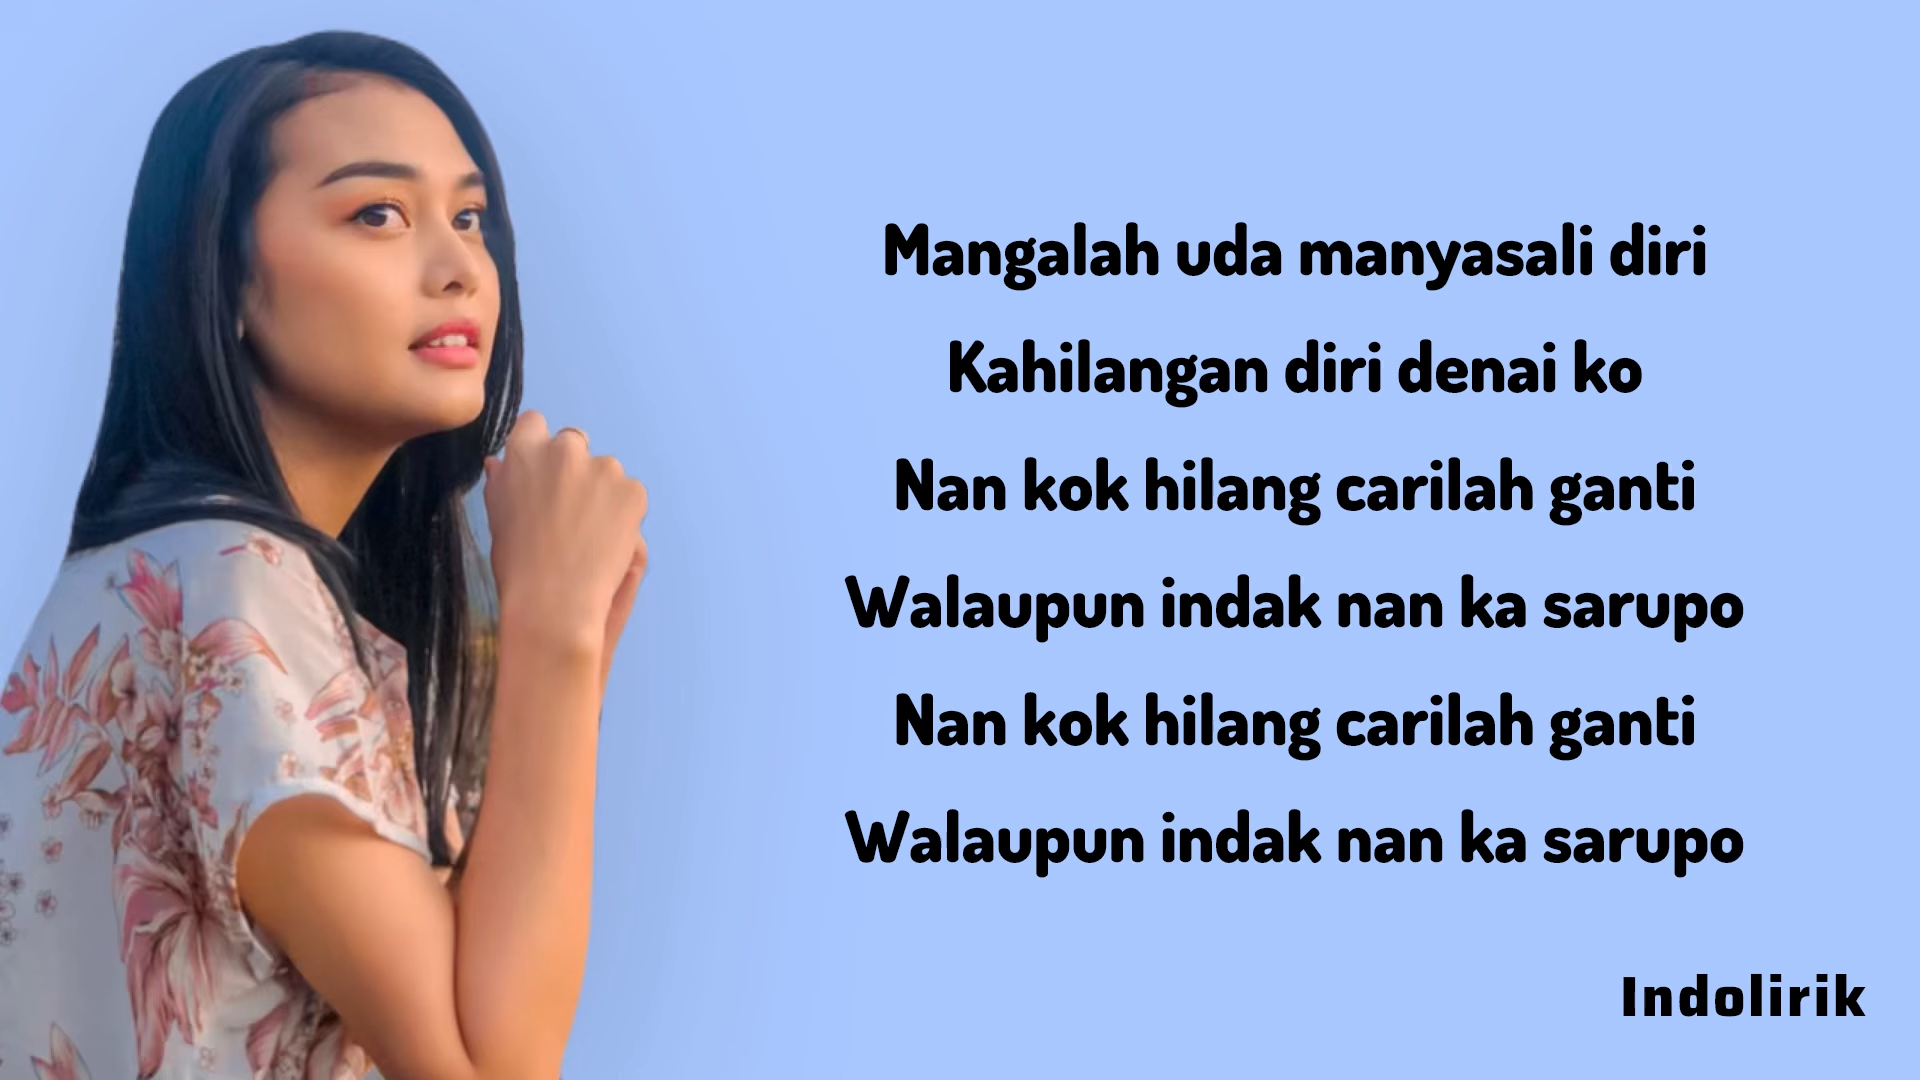 Mangalah uda manyasali diri
Kahilangan diri denai ko
Nan kok hilang carilah ganti
Walaupun indak nan ka sarupo
Nan kok hilang carilah ganti
Walaupun indak nan ka sarupo
Indolirik